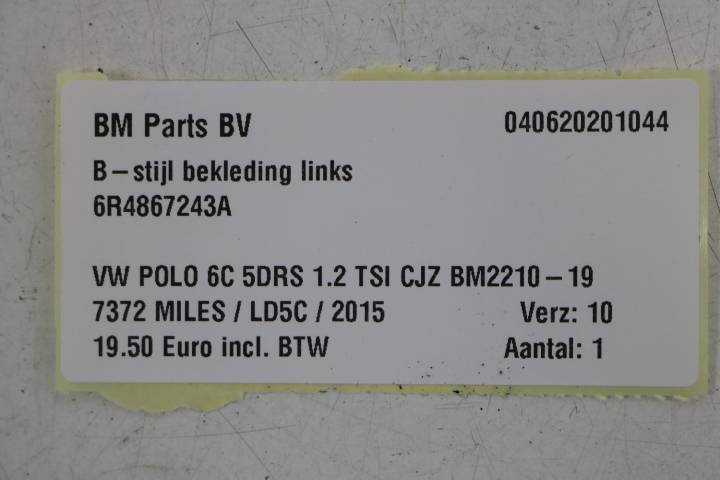 BM Parts BV 040620201044
B-stijl bekleding links
6R4867243A
VW POLO 6C 5DRS 1.2 TSI CJZ BM2210-19
7372 MILES / LD5C / 2015 Verz: 10
19.50 Euro incl. BTW Aantal: 1